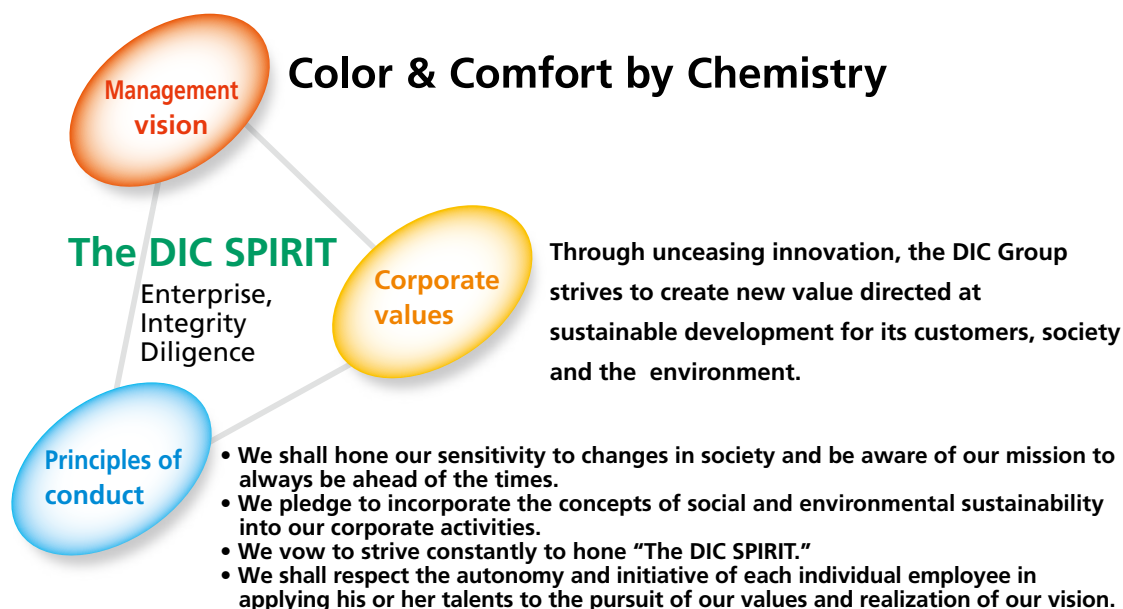 Management
vision
Color & Comfort by Chemistry
The DIC SPIRIT
Enterprise,
Integrity
Diligence
Corporate
values
Through unceasing innovation, the DIC Group
strives to create new value directed at
sustainable development for its customers, society
and the environment.
Principles of
conduct
• We shall hone our sensitivity to changes in society and be aware of our mission to
always be ahead of the times.
• We pledge to incorporate the concepts of social and environmental sustainability
into our corporate activities.
• We vow to strive constantly to hone “The DIC SPIRIT.”
• We shall respect the autonomy and initiative of each individual employee in
applying his or her talents to the pursuit of our values and realization of our vision.